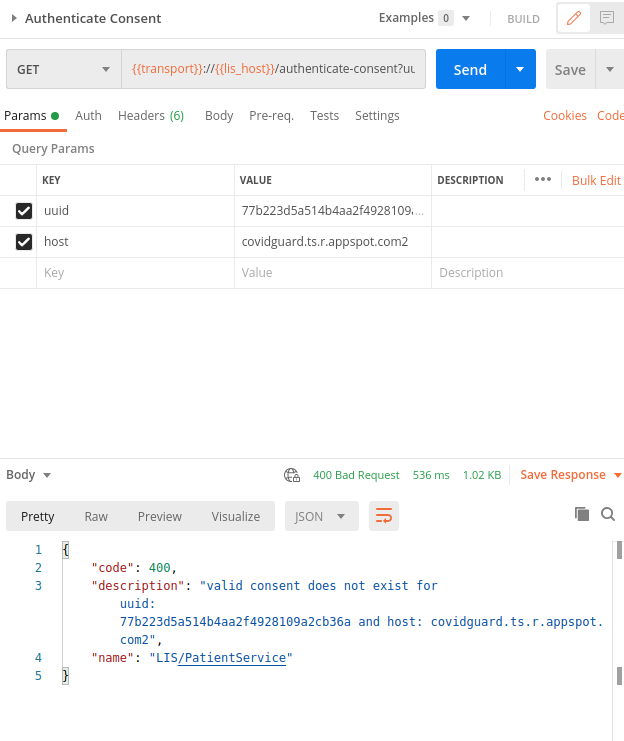 Authenticate Consent Examples 0 BUILD
GET {{transport}}://{{lis_host}}/authenticate-consent?uu Send Save
Params Auth Headers (6) Body Pre-req. Tests Settings Cookies Code
Query Params
KEY VALUE DESCRIPTION ••• Bulk Edit
uuid 77b223d5a514b4aa2f4928109...
host covidguard.ts.r.appspot.com2
Key Value Description
Body 400 Bad Request 536 ms 1.02 KB Save Response
Pretty Raw Preview Visualize JSON
1 {
2 "code": 400,
3 "description": "valid consent does not exist for
uuid:
77b223d5a514b4aa2f4928109a2cb36a and host: covidguard.ts.r.appspot.
com2",
4 "name": "LIS/PatientService"
5 }